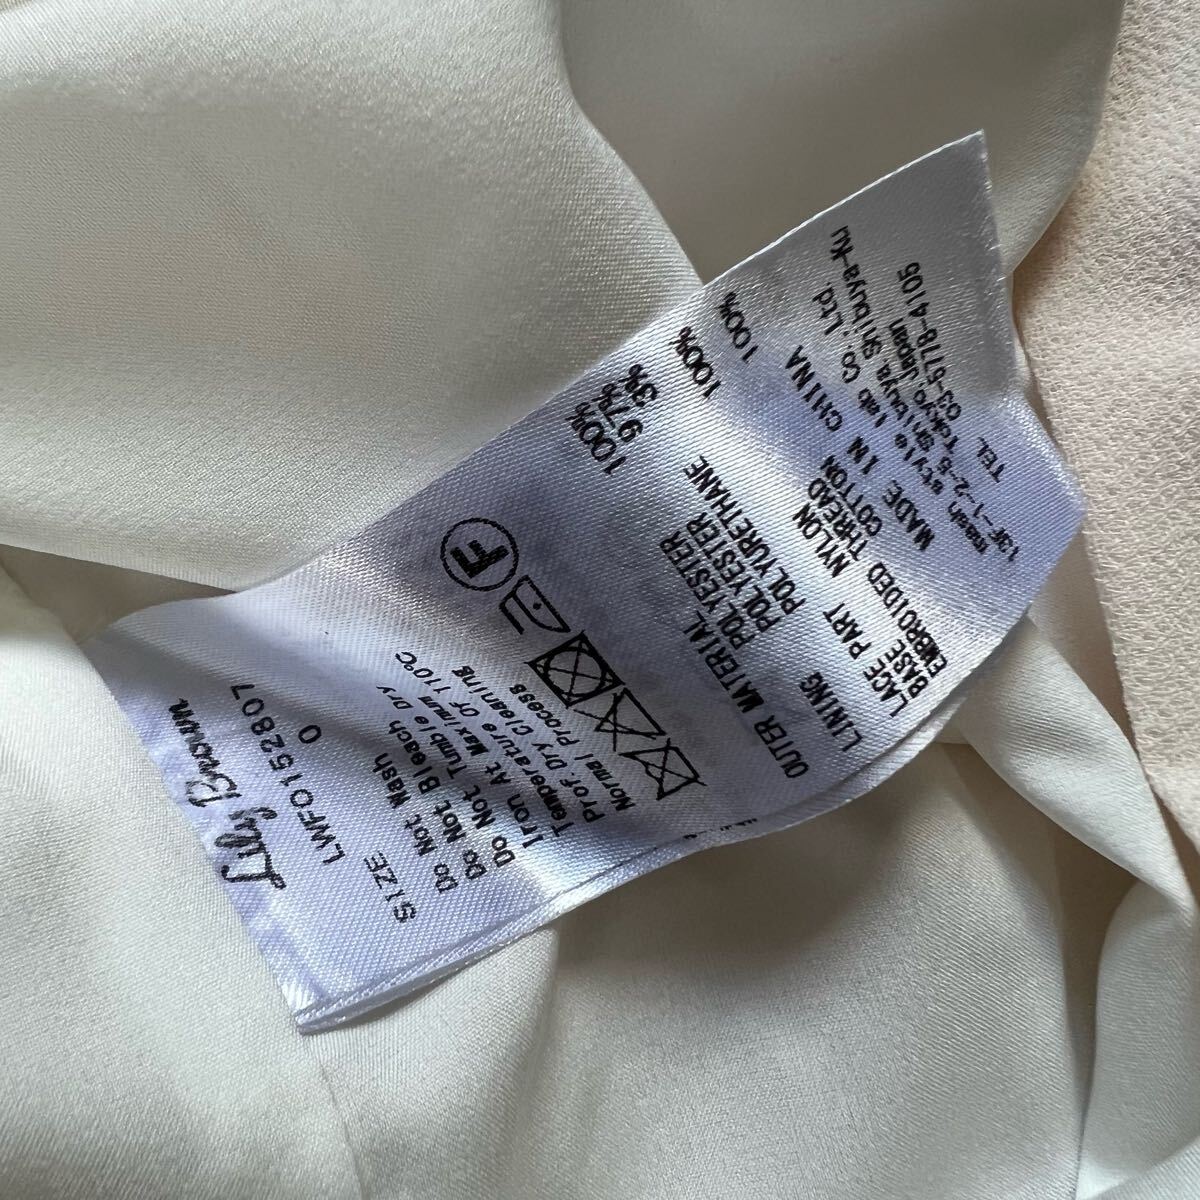 Lily Brown
LWFO152807
SIZE 0
Do Not Wash
Do Not Bleach
Do Not Tumble Dry
Iron At Maximum
Temperature Of 110°C
Prof. Dry Cleaning
Normal Process
F
OUTER MATERIAL
POLYESTER 100%
POLYESTER 97%
POLYURETHANE 3%
LINING
LACE PART
BASE NYLON 100%
EMBROIDED THREAD
COTTON 100%
MADE IN CHINA
mash style lab Co., Ltd.
13F-1-2-5 Shibuya Shibuya-Ku
Tokyo, Japan
TEL 03-5778-4105